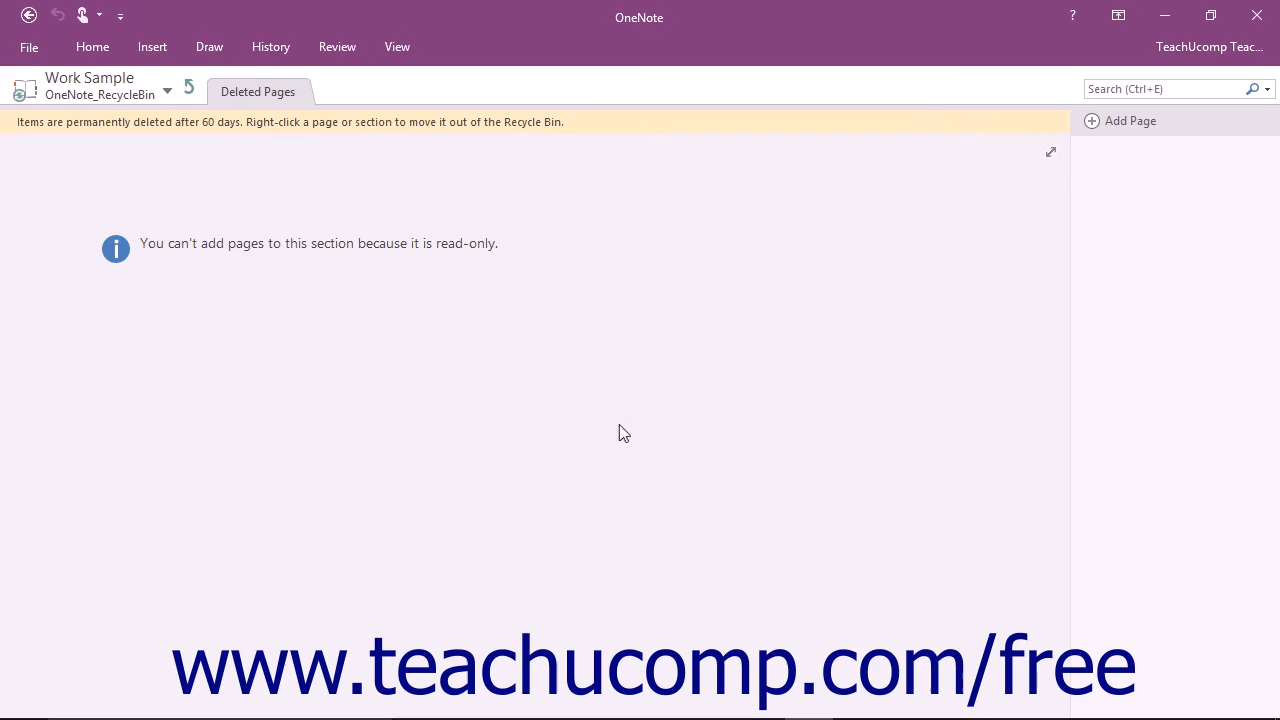 OneNote
?
File Home Insert Draw History Review View TeachUcomp Teac...
Work Sample
OneNote_RecycleBin
Deleted Pages
Search (Ctrl+E)
Items are permanently deleted after 60 days. Right-click a page or section to move it out of the Recycle Bin.
Add Page
You can't add pages to this section because it is read-only.
www.teachucomp.com/free